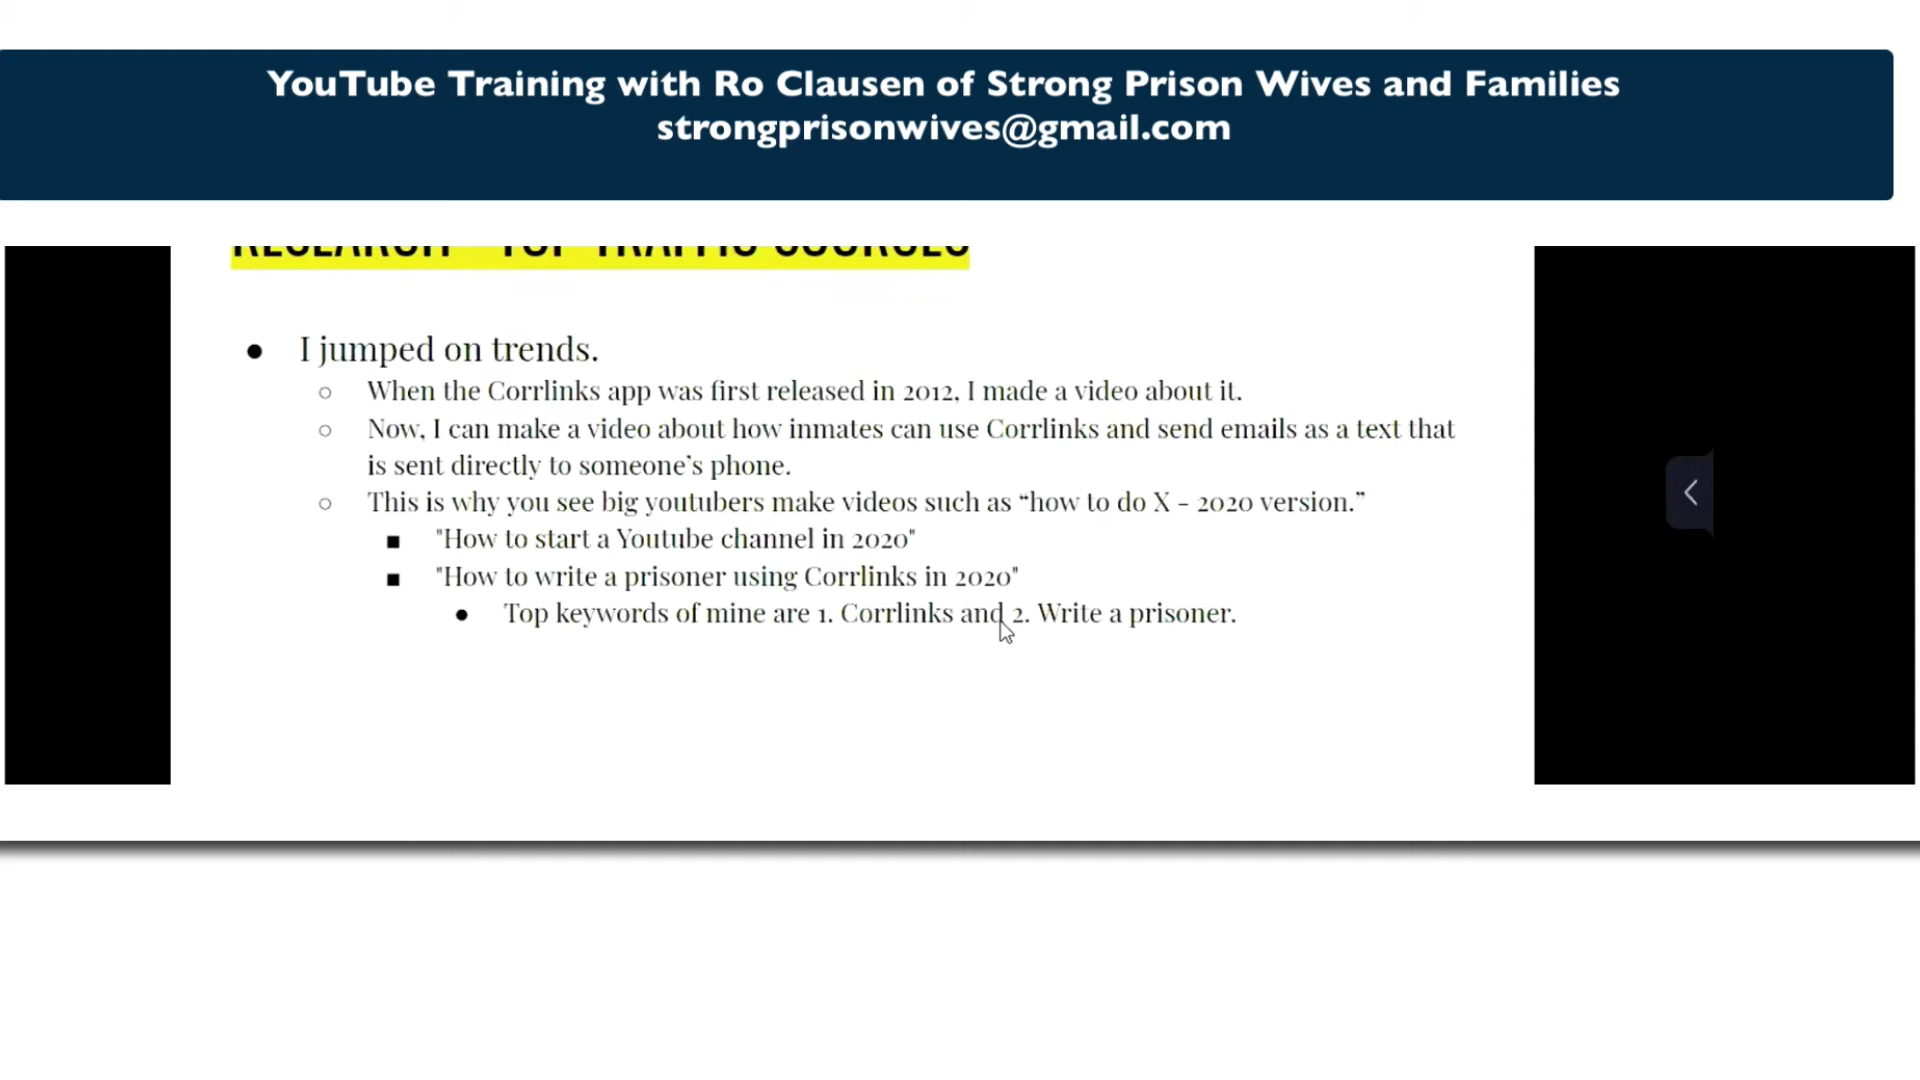 YouTube Training with Ro Clausen of Strong Prison Wives and Families
strongprisonwives@gmail.com
RESEARCH - TOP TRAFFIC SOURCES
● I jumped on trends.
○ When the Corrlinks app was first released in 2012, I made a video about it.
○ Now, I can make a video about how inmates can use Corrlinks and send emails as a text that
is sent directly to someone’s phone.
○ This is why you see big youtubers make videos such as “how to do X - 2020 version.”
■ "How to start a Youtube channel in 2020"
■ "How to write a prisoner using Corrlinks in 2020"
● Top keywords of mine are 1. Corrlinks and 2. Write a prisoner.